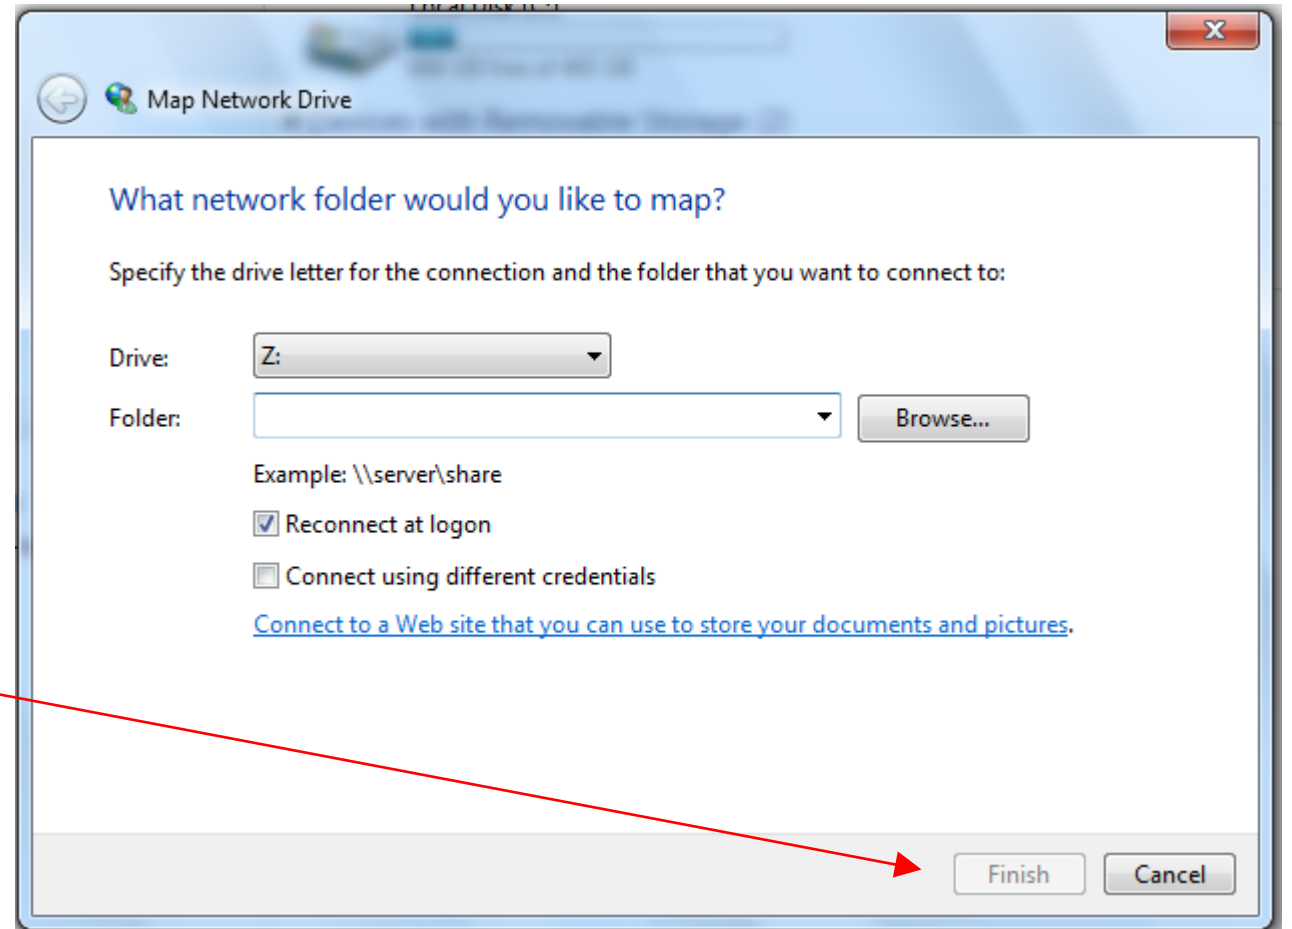 Map Network Drive
What network folder would you like to map?
Specify the drive letter for the connection and the folder that you want to connect to:
Drive: Z:
Folder: Browse...
Example: \\server\share
Reconnect at logon
Connect using different credentials
Connect to a Web site that you can use to store your documents and pictures.
Finish Cancel